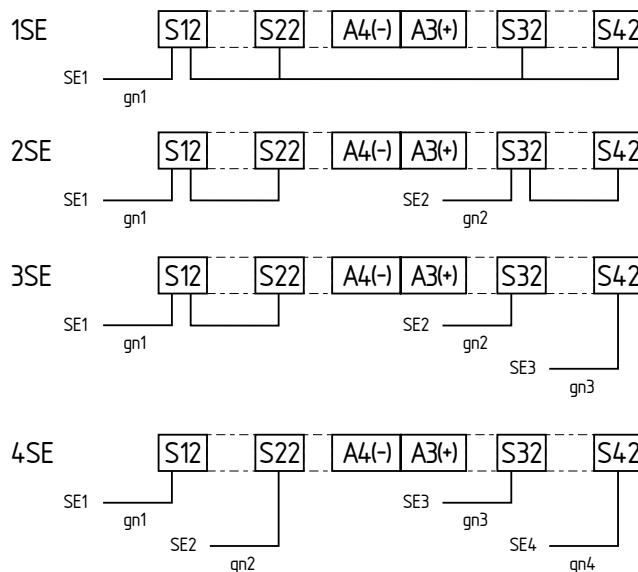 1SE S12 S22 A4(-) A3(+) S32 S42
SE1
gn1
2SE S12 S22 A4(-) A3(+) S32 S42
SE1 SE2
gn1 gn2
3SE S12 S22 A4(-) A3(+) S32 S42
SE1 SE2
gn1 gn2
SE3
gn3
4SE S12 S22 A4(-) A3(+) S32 S42
SE1 SE3
gn1 gn3
SE2 SE4
gn2 gn4